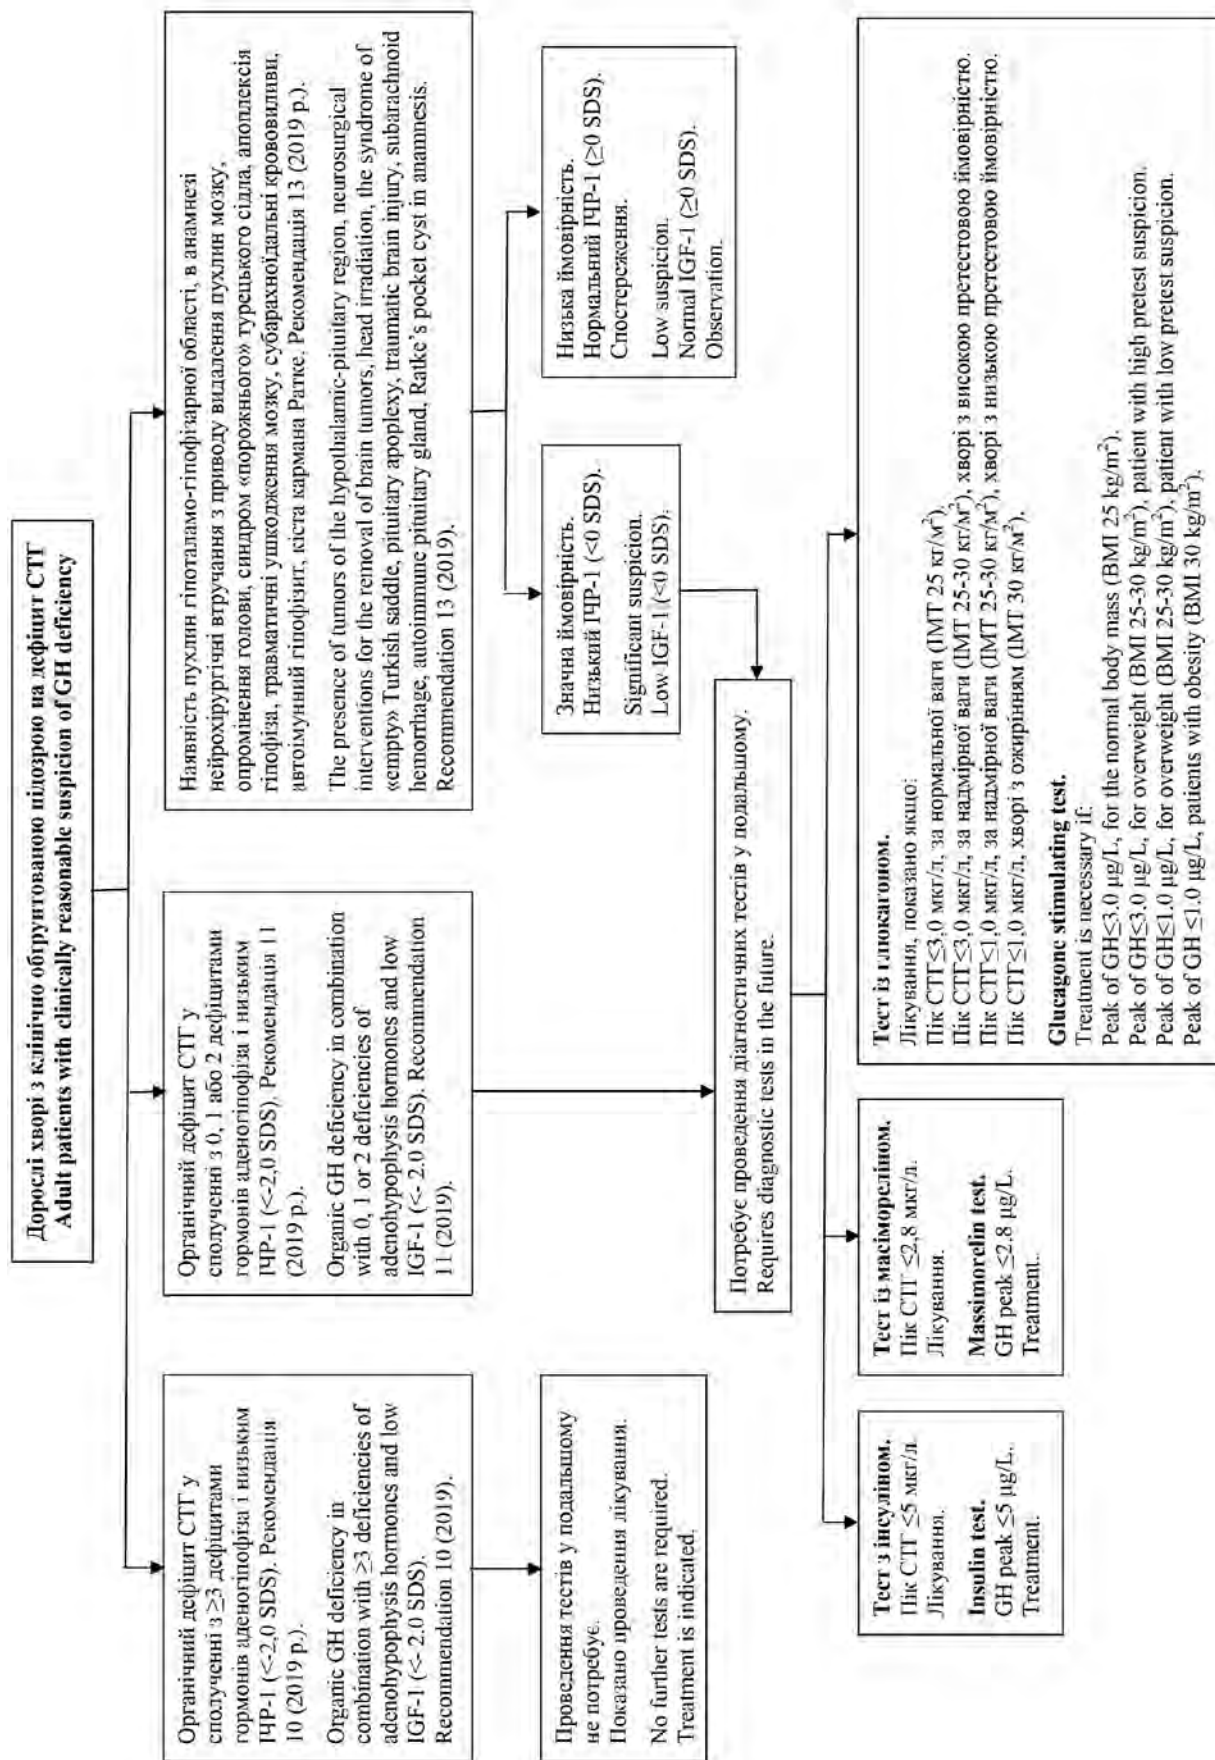 Дорослі хворі з клінічно обґрунтованою підозрою на дефіцит СТГ
Adult patients with clinically reasonable suspicion of GH deficiency
Органічний дефіцит СТГ у
сполученні з ≥3 дефіцитами
гормонів аденогіпофіза і низьким
ІЧР-1 (<-2,0 SDS). Рекомендація
10 (2019 р.).
Organic GH deficiency in
combination with ≥3 deficiencies of
adenohypophysis hormones and low
IGF-1 (<- 2.0 SDS).
Recommendation 10 (2019).
Органічний дефіцит СТГ у
сполученні з 0, 1 або 2 дефіцитами
гормонів аденогіпофіза і низьким
ІЧР-1 (<-2,0 SDS). Рекомендація 11
(2019 р.).
Organic GH deficiency in combination
with 0, 1 or 2 deficiencies of
adenohypophysis hormones and low
IGF-1 (<- 2.0 SDS). Recommendation
11 (2019).
Наявність пухлин гіпоталамо-гіпофізарної області, в анамнезі
нейрохірургічні втручання з приводу видалення пухлин мозку,
опромінення голови, синдром «порожнього» турецького сідла, апоплексія
гіпофіза, травматичні ушкодження мозку, субарахноїдальні крововиливи,
автоімунний гіпофізит, кіста кармана Ратке. Рекомендація 13 (2019 р.).
The presence of tumors of the hypothalamic-pituitary region, neurosurgical
interventions for the removal of brain tumors, head irradiation, the syndrome of
«empty» Turkish saddle, pituitary apoplexy, traumatic brain injury, subarachnoid
hemorrhage, autoimmune pituitary gland, Ratke's pocket cyst in anamnesis.
Recommendation 13 (2019).
Проведення тестів у подальшому
не потребує.
Показано проведення лікування.
No further tests are required.
Treatment is indicated.
Значна ймовірність.
Низький ІЧР-1 (<0 SDS).
Significant suspicion.
Low IGF-1 (<0 SDS).
Низька ймовірність.
Нормальний ІЧР-1 (≥0 SDS).
Спостереження.
Low suspicion.
Normal IGF-1 (≥0 SDS).
Observation.
Потребує проведення діагностичних тестів у подальшому.
Requires diagnostic tests in the future.
Тест з інсуліном.
Пік СТГ ≤5 мкг/л.
Лікування.
Insulin test.
GH peak ≤5 μg/L..
Treatment.
Тест із масімореліном.
Пік СТГ ≤2,8 мкг/л.
Лікування.
Massimorelin test.
GH peak ≤2.8 μg/L.
Treatment.
Тест із глюкагоном.
Лікування, показано якщо:
Пік СТГ≤3,0 мкг/л, за нормальної ваги (ІМТ 25 кг/м²).
Пік СТГ≤3,0 мкг/л, за надмірної ваги (ІМТ 25-30 кг/м²), хворі з високою претестовою ймовірністю.
Пік СТГ≤1,0 мкг/л, за надмірної ваги (ІМТ 25-30 кг/м²), хворі з низькою претестовою ймовірністю.
Пік СТГ≤1,0 мкг/л, хворі з ожирінням (ІМТ 30 кг/м²).
Glucagone stimulating test.
Treatment is necessary if:
Peak of GH≤3.0 μg/L, for the normal body mass (BMI 25 kg/m²).
Peak of GH≤3.0 μg/L, for overweight (BMI 25-30 kg/m²), patient with high pretest suspicion.
Peak of GH≤1.0 μg/L, for overweight (BMI 25-30 kg/m²), patient with low pretest suspicion.
Peak of GH ≤1.0 μg/L, patients with obesity (BMI 30 kg/m²).